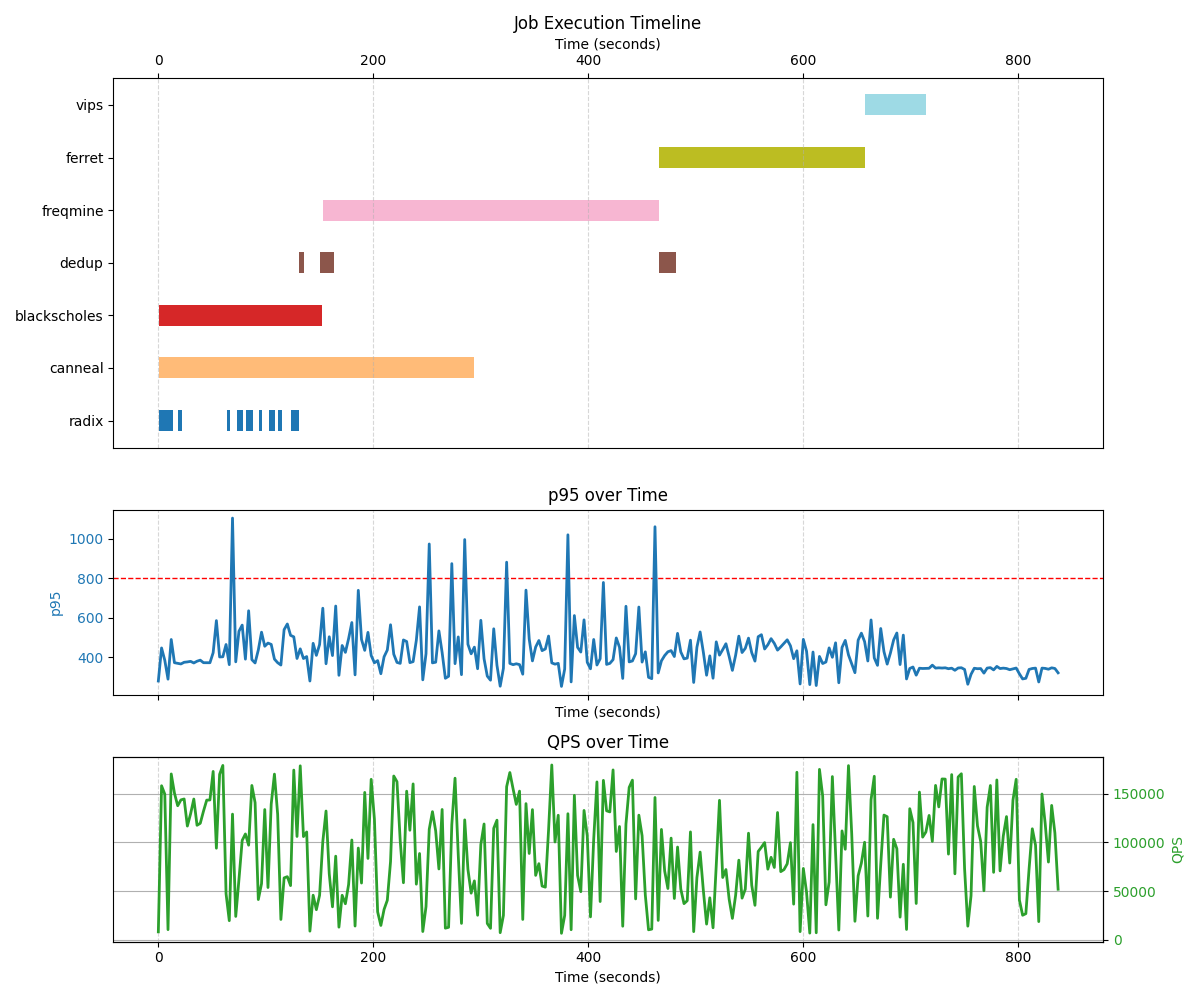 Job Execution Timeline
Time (seconds)
0 200 400 600 800
vips
ferret
freqmine
dedup
blackscholes
canneal
radix
p95 over Time
1000
800
600
400
p95
Time (seconds)
QPS over Time
150000
100000
50000
0
QPS
0 200 400 600 800
Time (seconds)